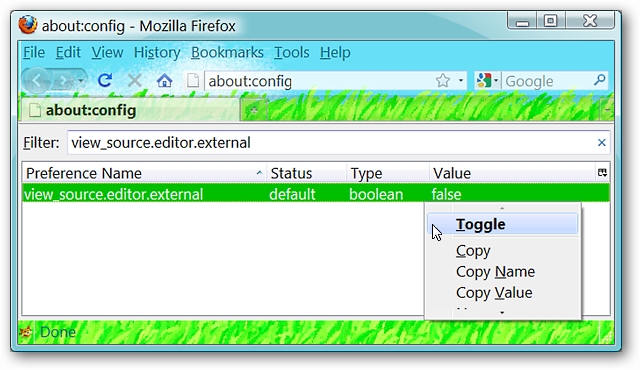 about:config - Mozilla Firefox
File Edit View History Bookmarks Tools Help
about:config Google
about:config
Filter: view_source.editor.external
Preference Name Status Type Value
view_source.editor.external default boolean false
Toggle
Copy
Copy Name
Copy Value
Done